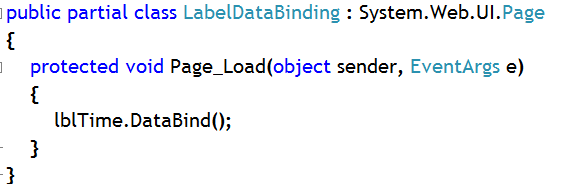 public partial class LabelDataBinding : System.Web.UI.Page
{
protected void Page_Load(object sender, EventArgs e)
{
lblTime.DataBind();
}
}